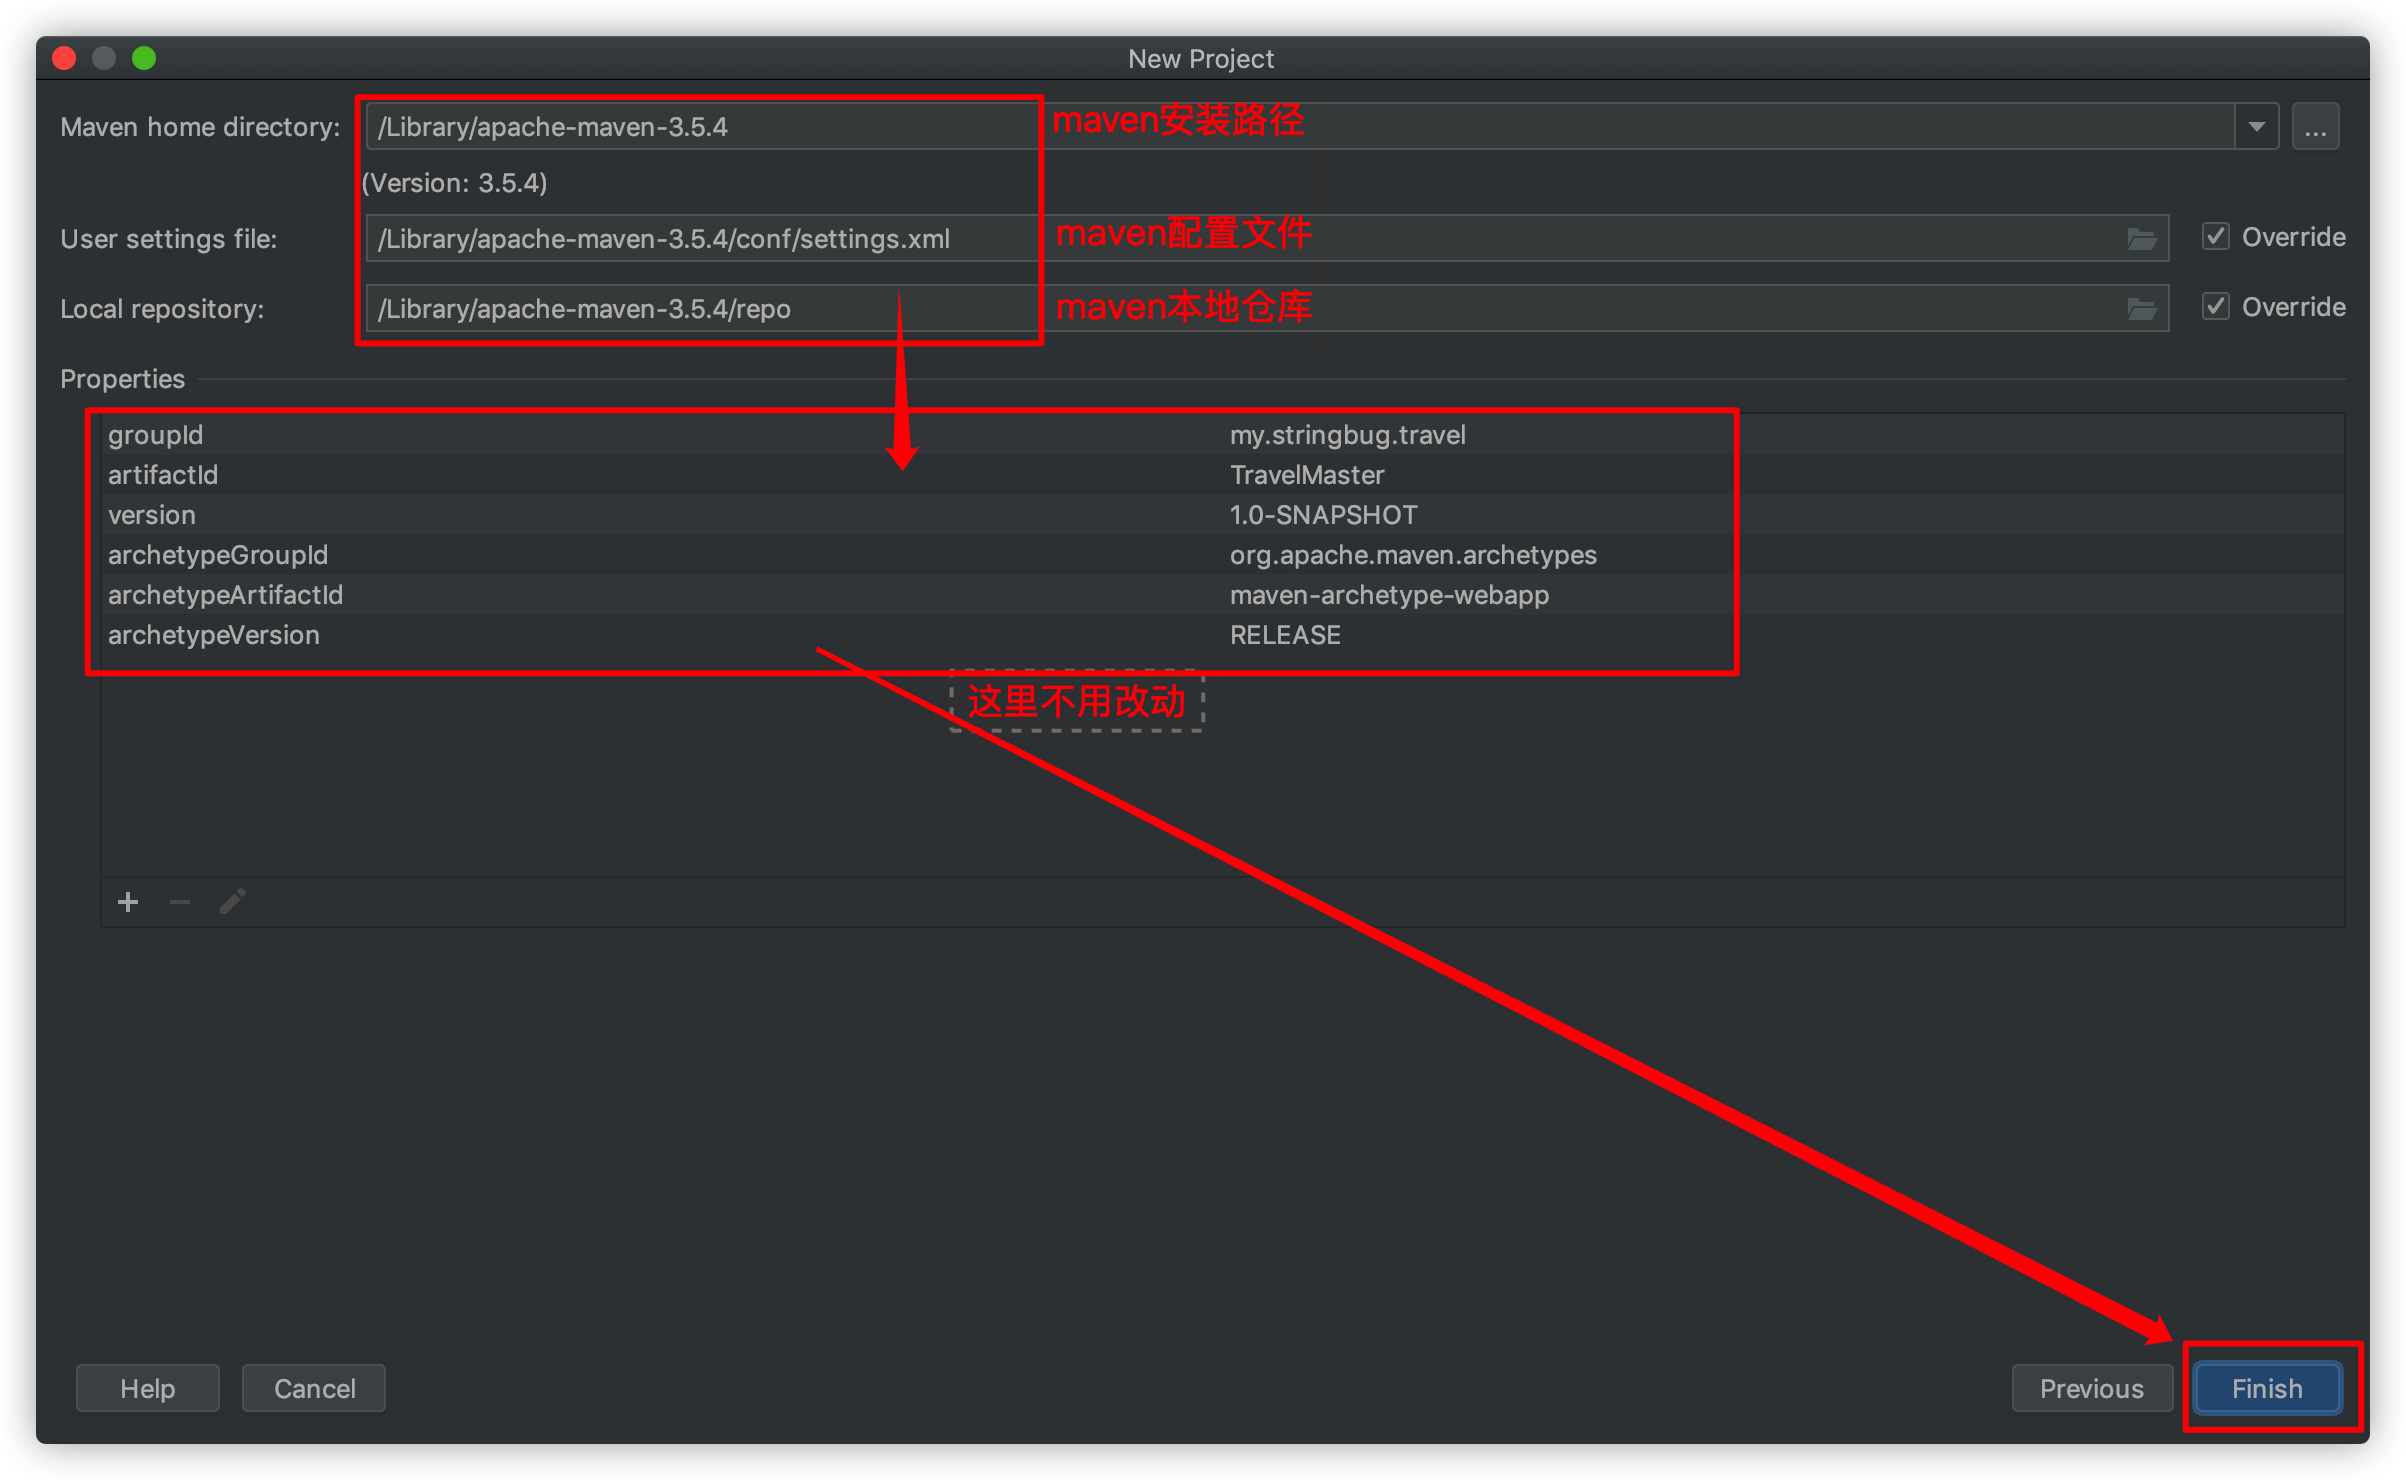 New Project
Maven home directory: /Library/apache-maven-3.5.4 maven安装路径 ...
(Version: 3.5.4)
User settings file: /Library/apache-maven-3.5.4/conf/settings.xml maven配置文件 Override
Local repository: /Library/apache-maven-3.5.4/repo maven本地仓库 Override
Properties
groupId my.stringbug.travel
artifactId TravelMaster
version 1.0-SNAPSHOT
archetypeGroupId org.apache.maven.archetypes
archetypeArtifactId maven-archetype-webapp
archetypeVersion RELEASE
这里不用改动
Help Cancel Previous Finish